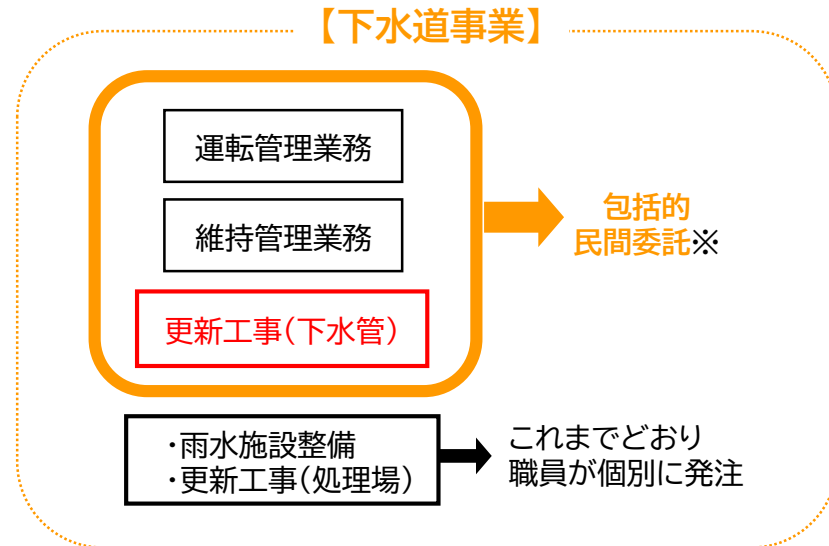 【下水道事業】
運転管理業務
維持管理業務
更新工事(下水管)
包括的
民間委託※
・雨水施設整備
・更新工事(処理場)
これまでどおり
職員が個別に発注